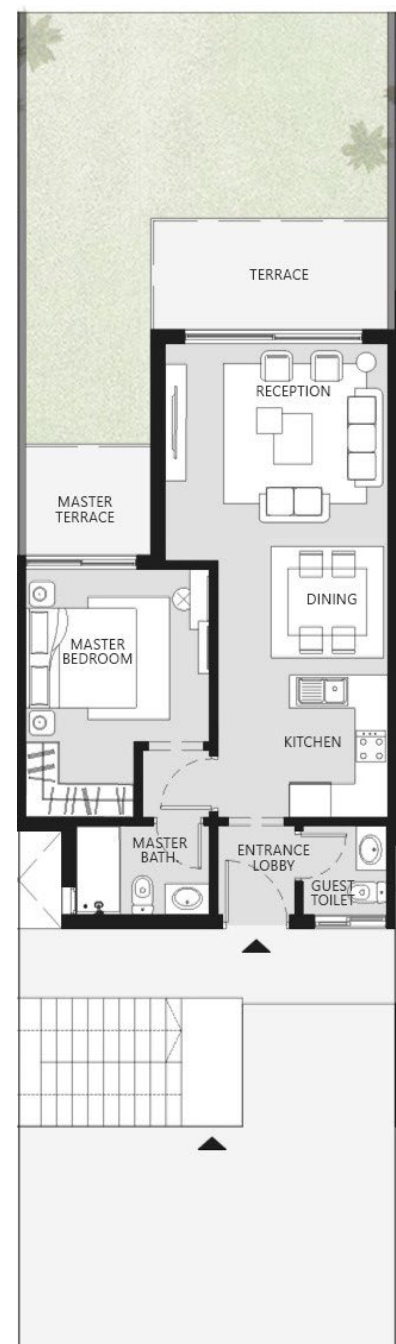 TERRACE
RECEPTION
MASTER
TERRACE
DINING
MASTER
BEDROOM
KITCHEN
MASTER
BATH.
ENTRANCE
LOBBY
GUEST
TOILET